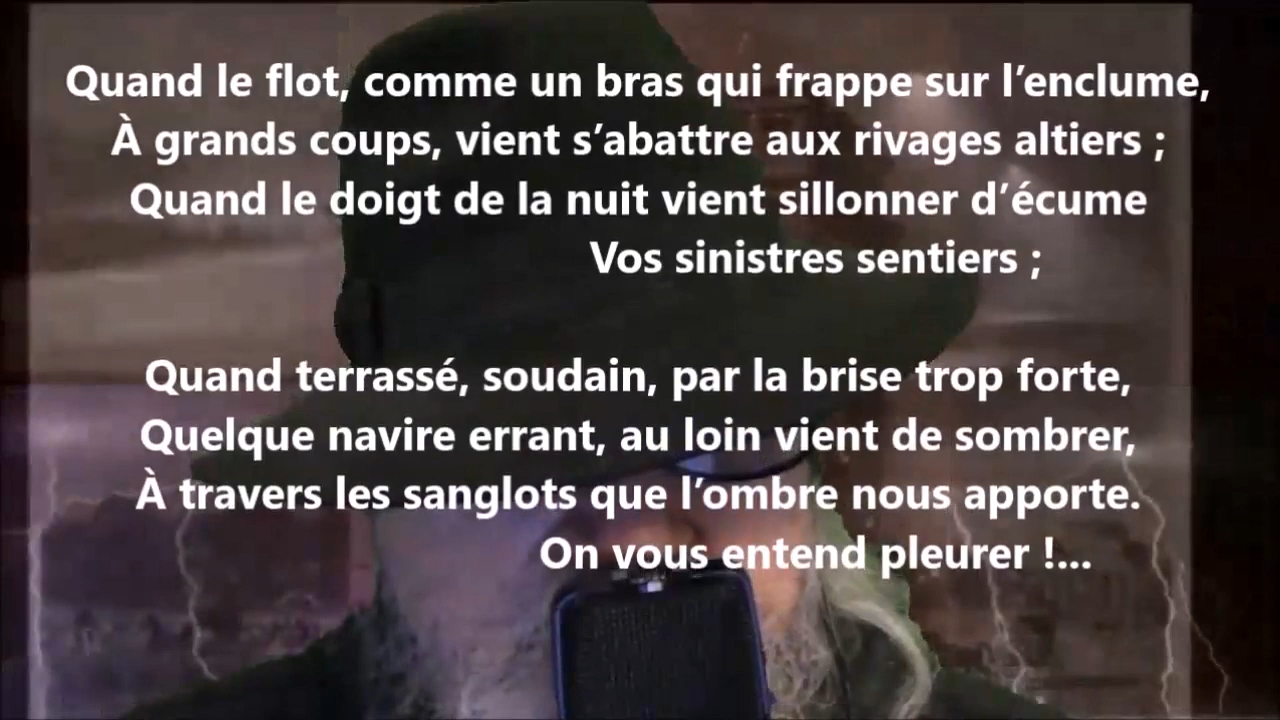 Quand le flot, comme un bras qui frappe sur l’enclume,
À grands coups, vient s’abattre aux rivages altiers ;
Quand le doigt de la nuit vient sillonner d’écume
Vos sinistres sentiers ;
Quand terrassé, soudain, par la brise trop forte,
Quelque navire errant, au loin vient de sombrer,
À travers les sanglots que l’ombre nous apporte.
On vous entend pleurer !...